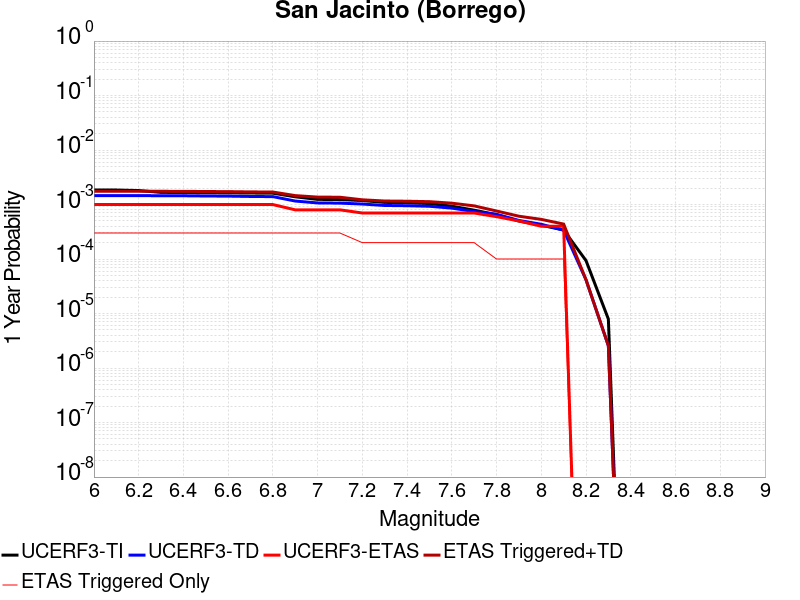 San Jacinto (Borrego)
10^0
10^-1
10^-2
10^-3
10^-4
10^-5
10^-6
10^-7
10^-8
1 Year Probability
6 6.2 6.4 6.6 6.8 7 7.2 7.4 7.6 7.8 8 8.2 8.4 8.6 8.8 9
Magnitude
UCERF3-TI UCERF3-TD UCERF3-ETAS ETAS Triggered+TD
ETAS Triggered Only